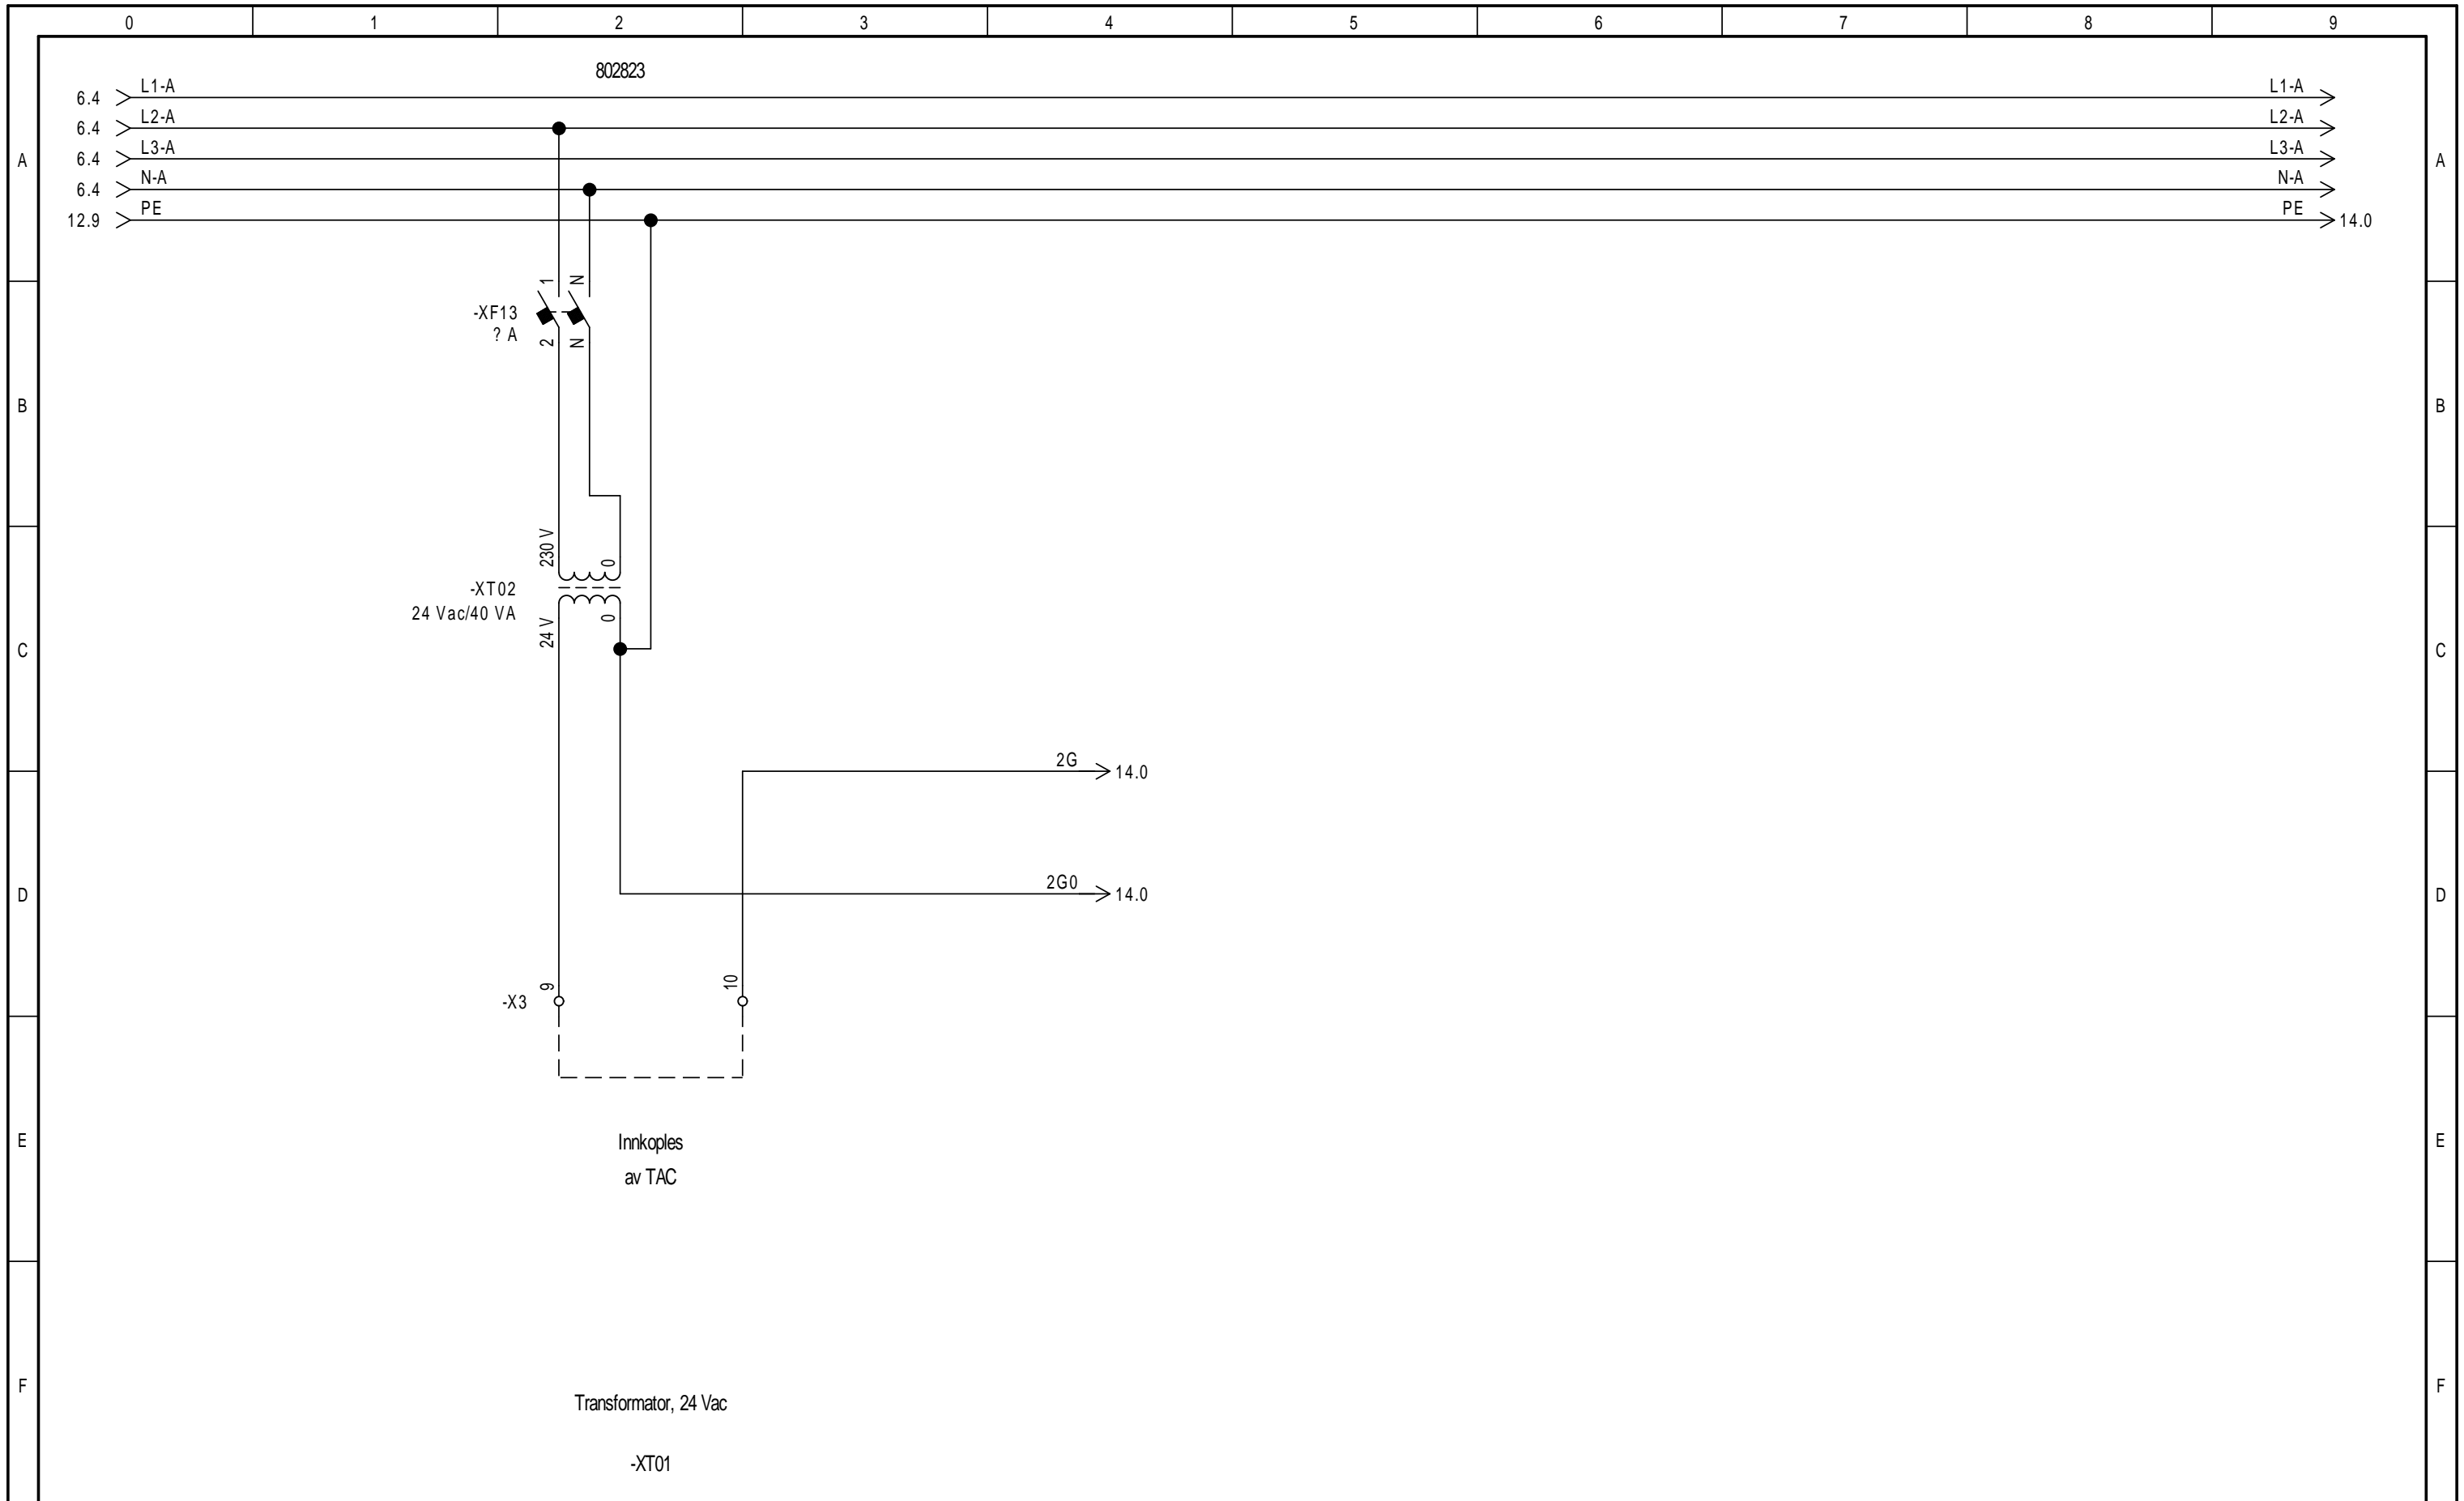 0 1 2 3 4 5 6 7 8 9
802823
L1-A L1-A
6.4
L2-A L2-A
6.4
L3-A L3-A
A 6.4 A
N-A N-A
6.4
PE PE
12.9 14.0
1 N
-XF13
? A
2 N
B B
230 V 0
-XT02
24 Vac/40 VA
24 V 0
C C
2G
14.0
2G0
D 14.0 D
9 10
-X3
E Innkoples E
av TAC
F F
Transformator, 24 Vac
-XT01